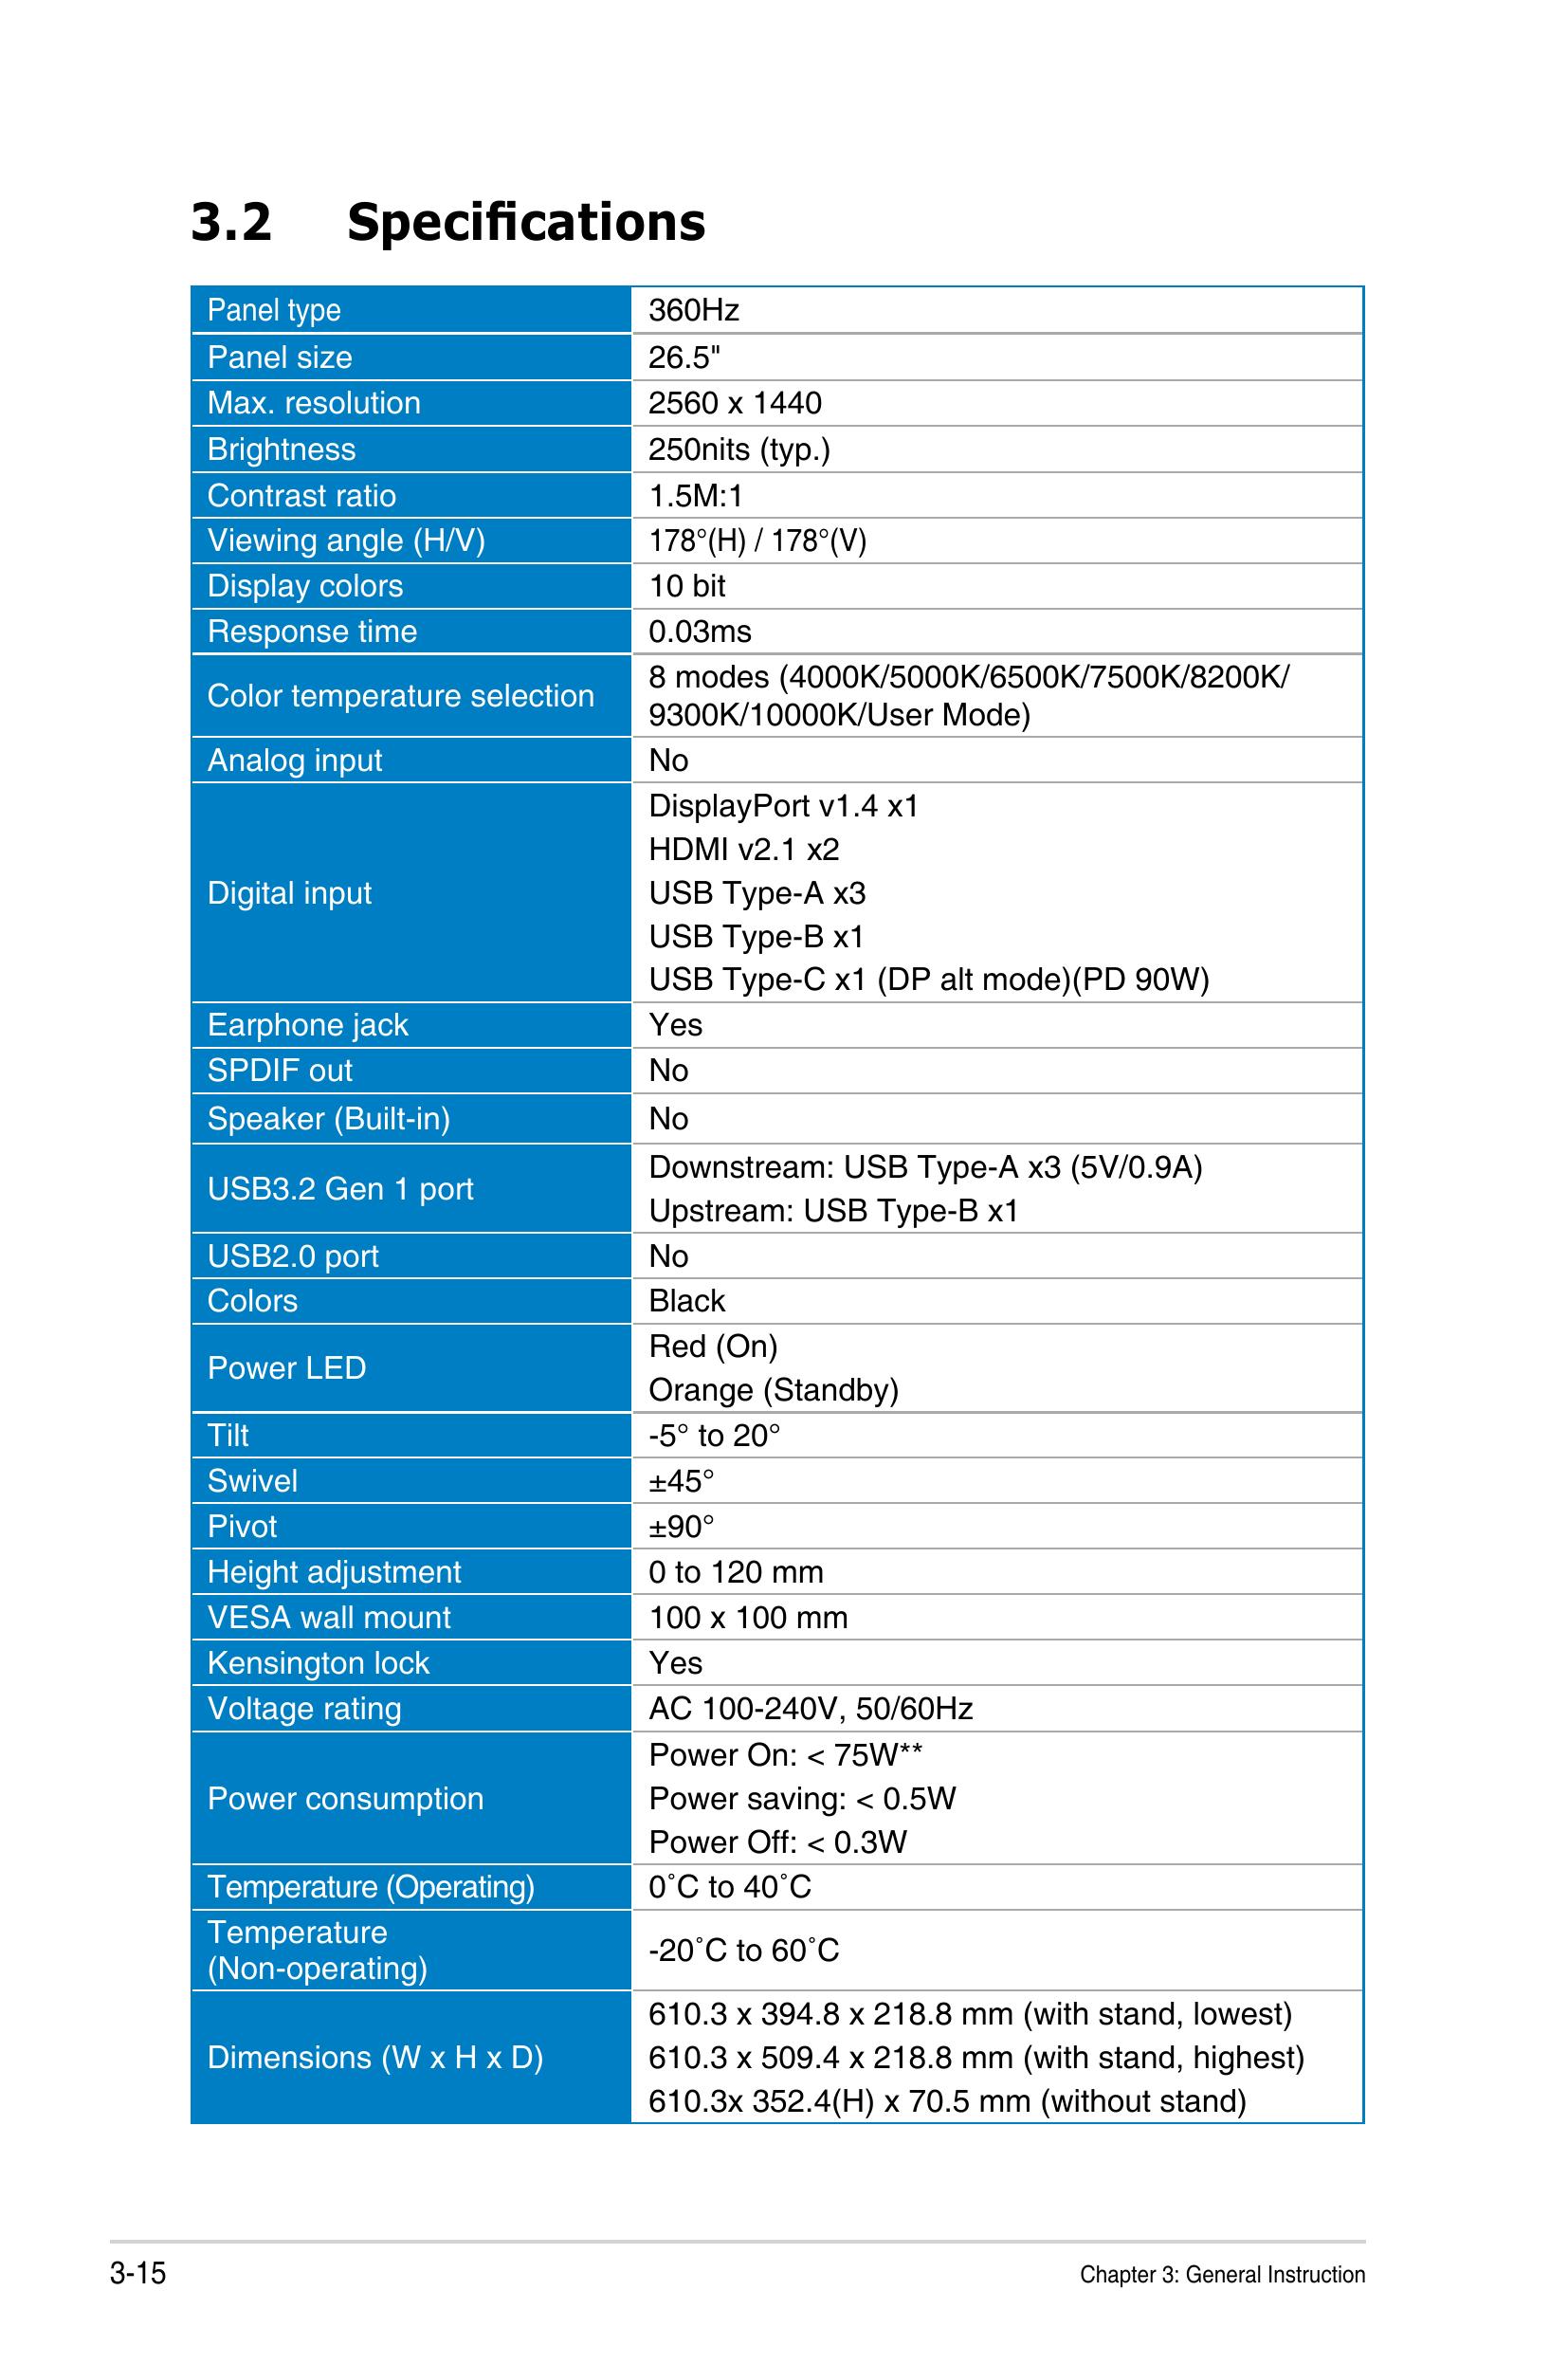 3.2 Specifications
Panel type 360Hz
Panel size 26.5"
Max. resolution 2560 x 1440
Brightness 250nits (typ.)
Contrast ratio 1.5M:1
Viewing angle (H/V) 178°(H) / 178°(V)
Display colors 10 bit
Response time 0.03ms
Color temperature selection 8 modes (4000K/5000K/6500K/7500K/8200K/
9300K/10000K/User Mode)
Analog input No
Digital input
DisplayPort v1.4 x1
HDMI v2.1 x2
USB Type-A x3
USB Type-B x1
USB Type-C x1 (DP alt mode)(PD 90W)
Earphone jack Yes
SPDIF out No
Speaker (Built-in) No
USB3.2 Gen 1 port
Downstream: USB Type-A x3 (5V/0.9A)
Upstream: USB Type-B x1
USB2.0 port No
Colors Black
Power LED
Red (On)
Orange (Standby)
Tilt -5° to 20°
Swivel ±45°
Pivot ±90°
Height adjustment 0 to 120 mm
VESA wall mount 100 x 100 mm
Kensington lock Yes
Voltage rating AC 100-240V, 50/60Hz
Power consumption
Power On: < 75W**
Power saving: < 0.5W
Power Off: < 0.3W
Temperature (Operating) 0˚C to 40˚C
Temperature
(Non-operating)
-20˚C to 60˚C
Dimensions (W x H x D)
610.3 x 394.8 x 218.8 mm (with stand, lowest)
610.3 x 509.4 x 218.8 mm (with stand, highest)
610.3x 352.4(H) x 70.5 mm (without stand)
3-15
Chapter 3: General Instruction